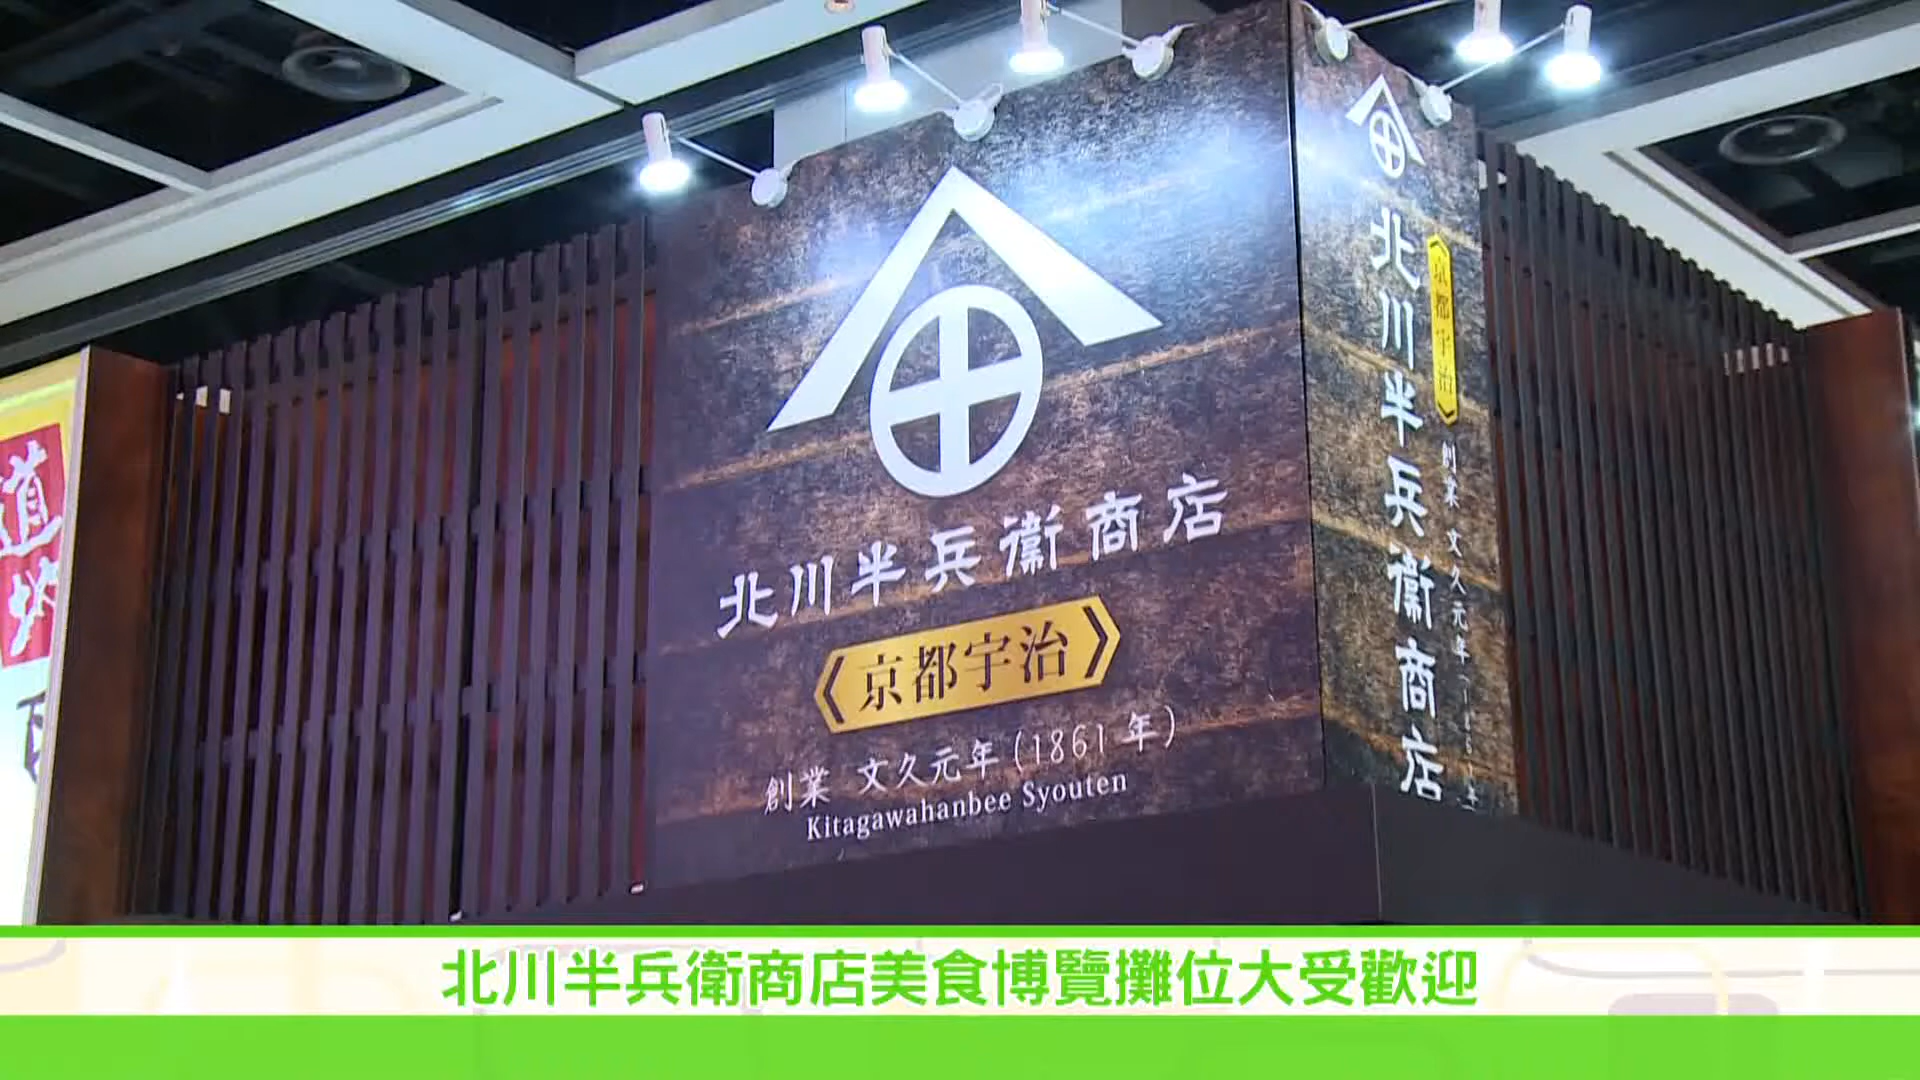 北川半兵衛商店
《京都宇治》
創業 文久元年(1861年)
Kitagawahanbee Syouten
北川半兵衛商店
《京都宇治》
創業 文久元年
道
北川半兵衛商店美食博覽攤位大受歡迎